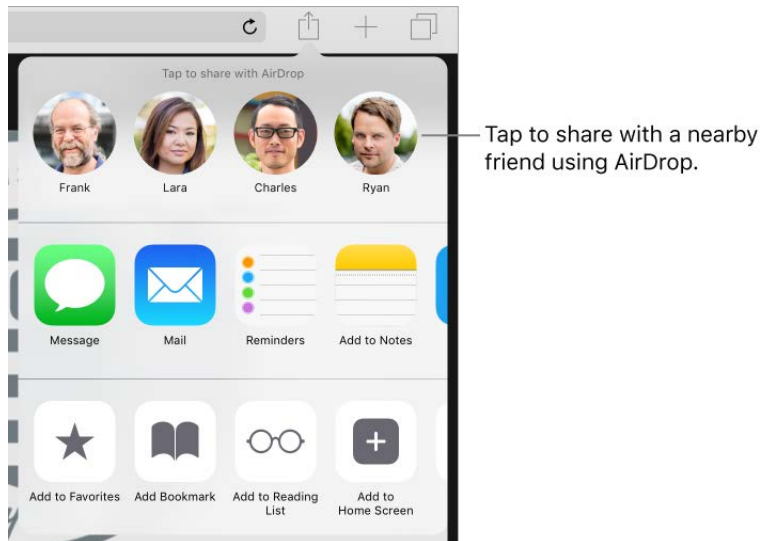 Tap to share with AirDrop
Frank
Lara
Charles
Ryan
Tap to share with a nearby
friend using AirDrop.
Message
Mail
Reminders
Add to Notes
Add to Favorites
Add Bookmark
Add to Reading
List
Add to
Home Screen